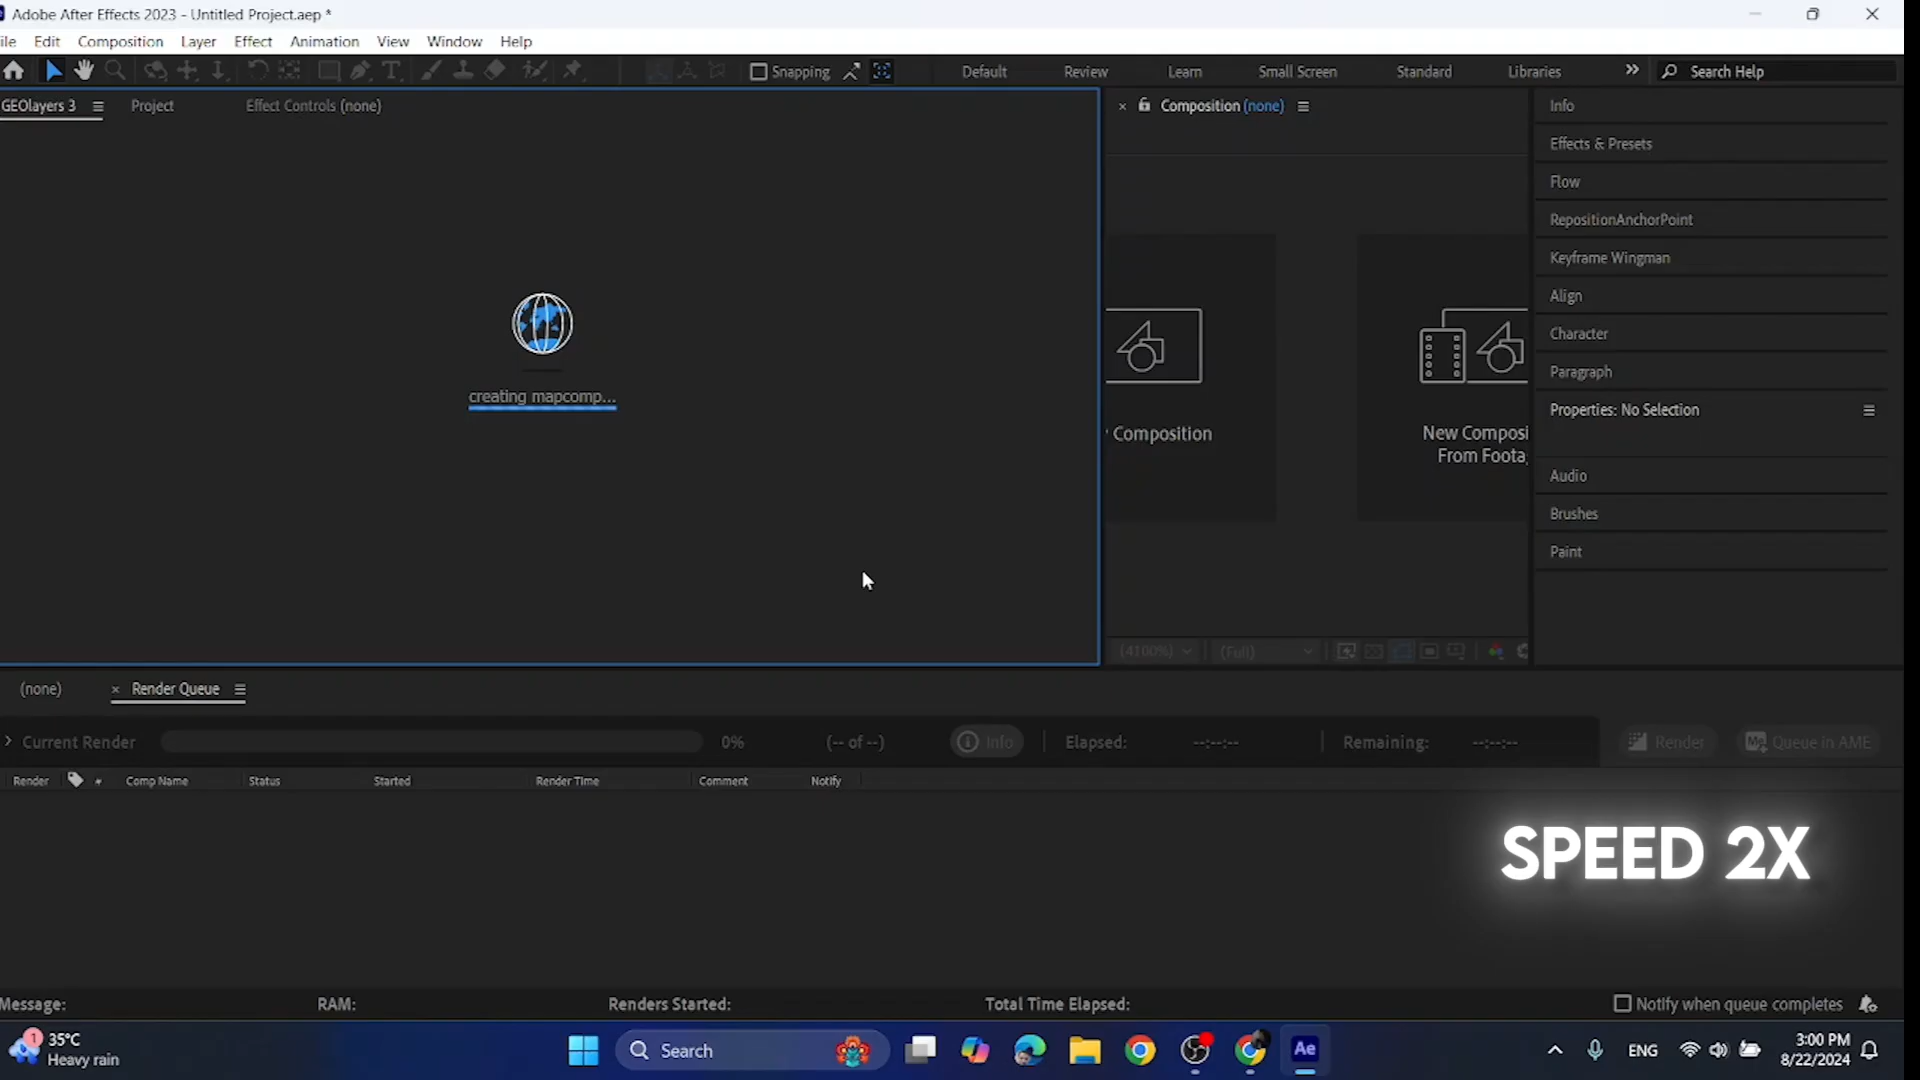 Adobe After Effects 2023 - Untitled Project.aep *
ile Edit Composition Layer Effect Animation View Window Help
Snapping Default Review Learn Small Screen Standard Libraries Search Help
GEOlayers 3 Project Effect Controls (none)
Composition (none)
Info
Effects & Presets
Flow
RepositionAnchorPoint
Keyframe Wingman
Align
Character
Paragraph
Properties: No Selection
Audio
Brushes
Paint
creating mapcomp...
Composition
New Composi
From Foota
(4100%) (Full)
(none) Render Queue
Current Render 0% (-- of --) Info Elapsed: --:--:-- Remaining: --:--:-- Render Queue in AME
Render # Comp Name Status Started Render Time Comment Notify
SPEED 2X
Message: RAM: Renders Started: Total Time Elapsed: Notify when queue completes
1 35°C
Heavy rain
Search
Ae
ENG
3:00 PM
8/22/2024